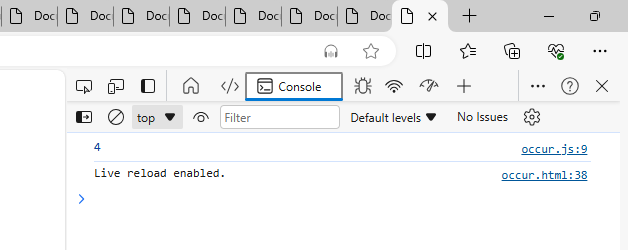 Doc Doc Doc Doc Doc Doc Doc
Console
top Filter Default levels No Issues
4 occur.js:9
Live reload enabled. occur.html:38